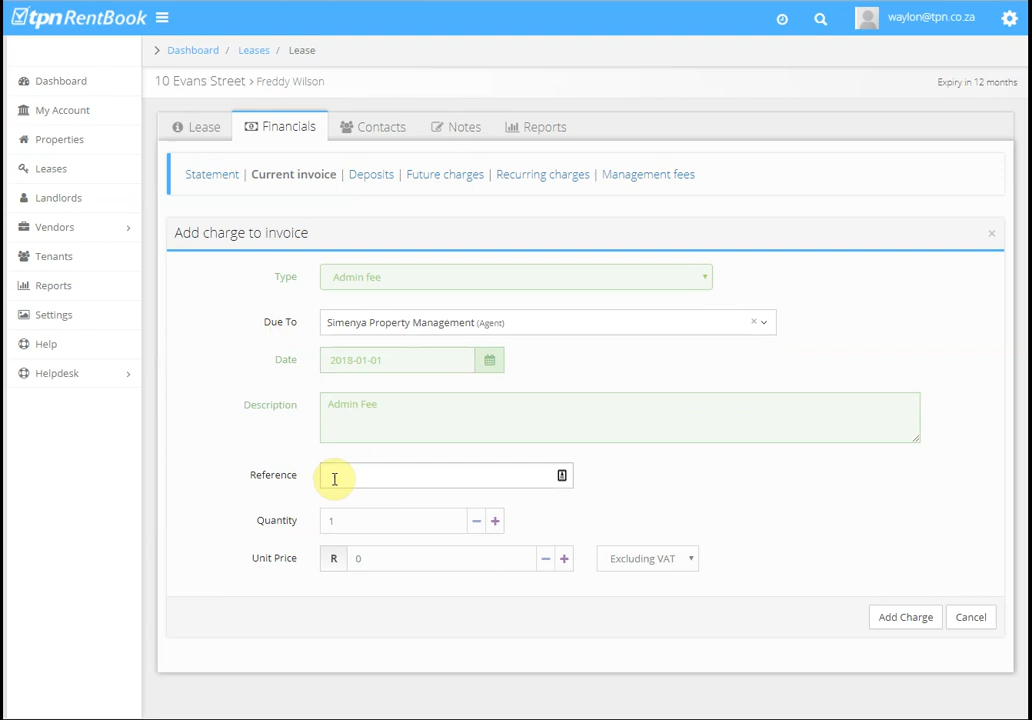 tpnRentBook
waylon@tpn.co.za
Dashboard / Leases / Lease
10 Evans Street > Freddy Wilson
Expiry in 12 months
Dashboard
My Account
Properties
Leases
Landlords
Vendors
Tenants
Reports
Settings
Help
Helpdesk
Lease
Financials
Contacts
Notes
Reports
Statement | Current invoice | Deposits | Future charges | Recurring charges | Management fees
Add charge to invoice
×
Type
Admin fee
Due To
Simenya Property Management (Agent)
×
Date
2018-01-01
Description
Admin Fee
Reference
Quantity
1
Unit Price
R
0
Excluding VAT
Add Charge
Cancel